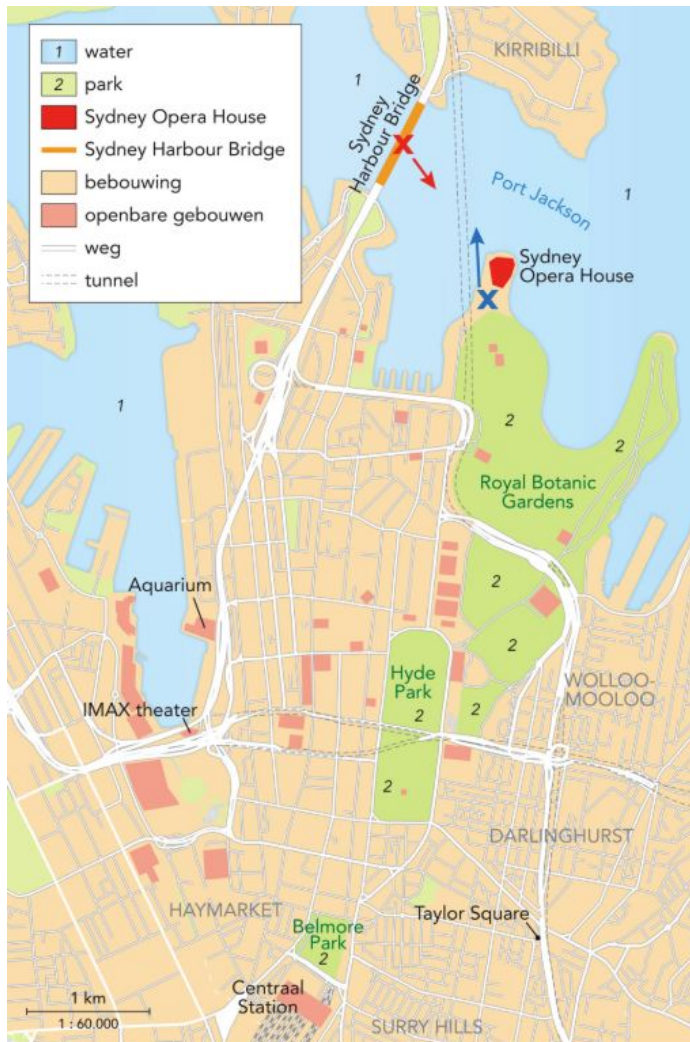 1 water
2 park
Sydney Opera House
Sydney Harbour Bridge
bebouwing
openbare gebouwen
weg
tunnel
KIRRIBILLI
1
Sydney
Harbour Bridge
X
Port Jackson
1
Sydney
Opera House
X
1
2
2
Royal Botanic
Gardens
Aquarium
2
2
Hyde
Park
WOLLOO-
MOOLOO
IMAX theater
2
2
2
DARLINGHURST
HAYMARKET
Taylor Square
Belmore
Park
2
Centraal
Station
1 km
1 : 60.000
SURRY HILLS